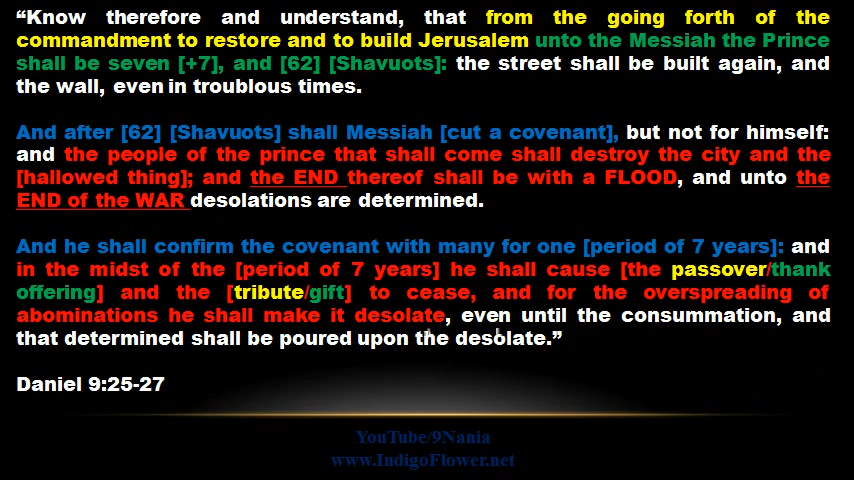 “Know therefore and understand, that from the going forth of the
commandment to restore and to build Jerusalem unto the Messiah the Prince
shall be seven [+7], and [62] [Shavuots]: the street shall be built again, and
the wall, even in troublous times.
And after [62] [Shavuots] shall Messiah [cut a covenant], but not for himself:
and the people of the prince that shall come shall destroy the city and the
[hallowed thing]; and the END thereof shall be with a FLOOD, and unto the
END of the WAR desolations are determined.
And he shall confirm the covenant with many for one [period of 7 years]: and
in the midst of the [period of 7 years] he shall cause [the passover/thank
offering] and the [tribute/gift] to cease, and for the overspreading of
abominations he shall make it desolate, even until the consummation, and
that determined shall be poured upon the desolate.”
Daniel 9:25-27
YouTube/9Nania
www.IndigoFlower.net